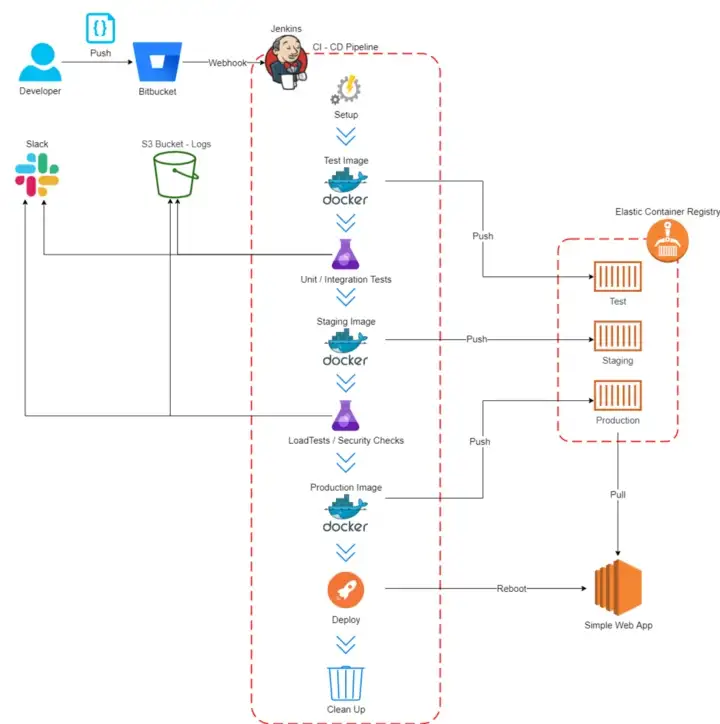 Jenkins
CI - CD Pipeline
Push
Webhook
Developer
Bitbucket
Setup
Slack
S3 Bucket - Logs
Test Image
docker
Push
Elastic Container Registry
Unit / Integration Tests
Test
Staging Image
docker
Push
Staging
LoadTests / Security Checks
Push
Production
Production Image
docker
Pull
Deploy
Reboot
Simple Web App
Clean Up